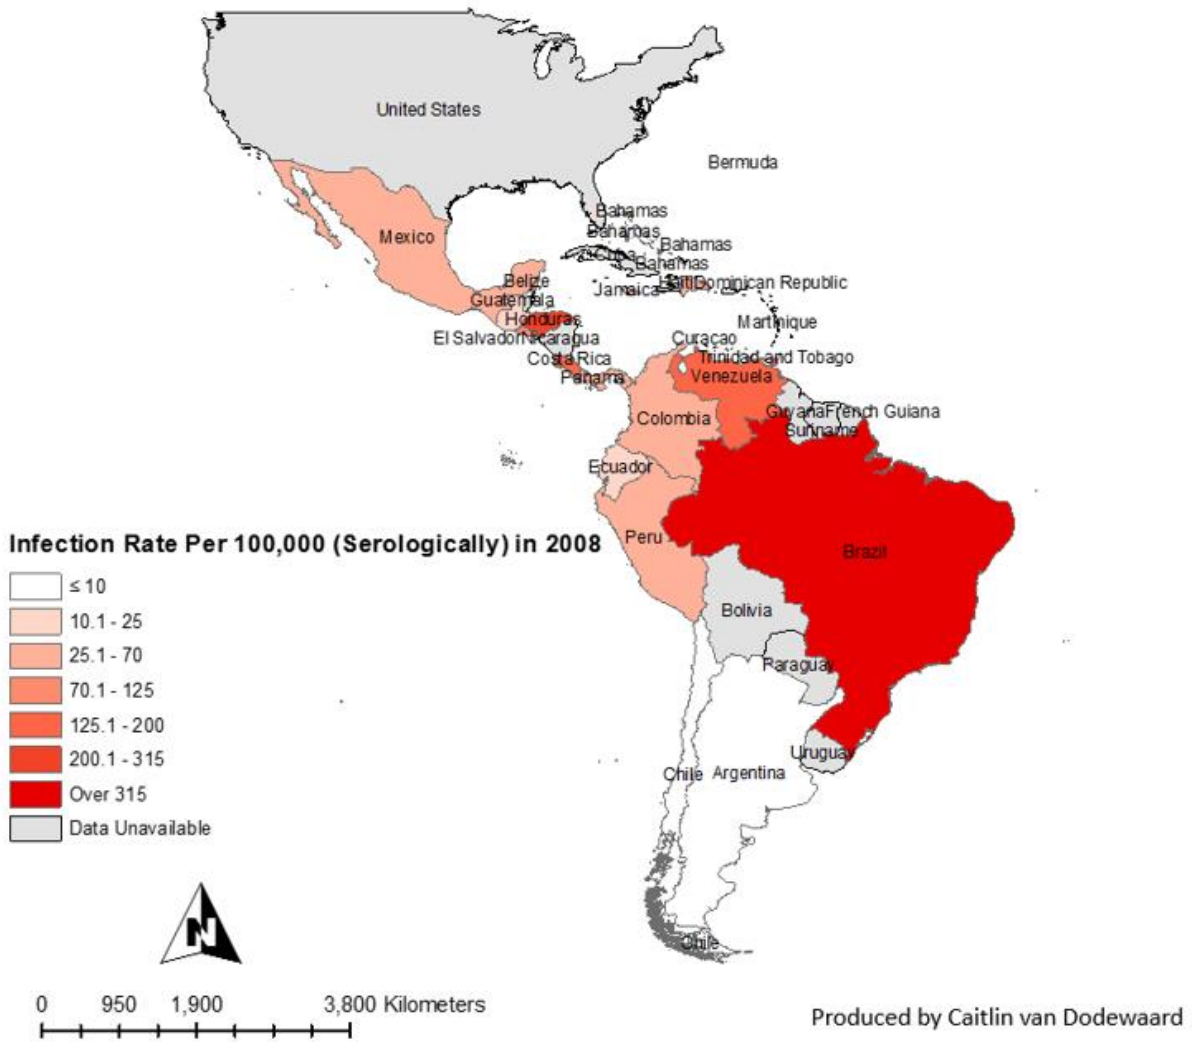 United States
Bermuda
Bahamas
Bahamas
Mexico
Bahamas
Cuba
Bahamas
Belize
Haiti
Dominican Republic
Jamaica
Guatemala
Honduras
Martinique
El Salvador
Nicaragua
Curaçao
Costa Rica
Trinidad and Tobago
Panama
Venezuela
Colombia
Guyana
French Guiana
Suriname
Ecuador
Peru
Brazil
Bolivia
Paraguay
Uruguay
Chile
Argentina
Chile
Infection Rate Per 100,000 (Serologically) in 2008
≤ 10
10.1 - 25
25.1 - 70
70.1 - 125
125.1 - 200
200.1 - 315
Over 315
Data Unavailable
N
0 950 1,900 3,800 Kilometers
Produced by Caitlin van Dodewaard